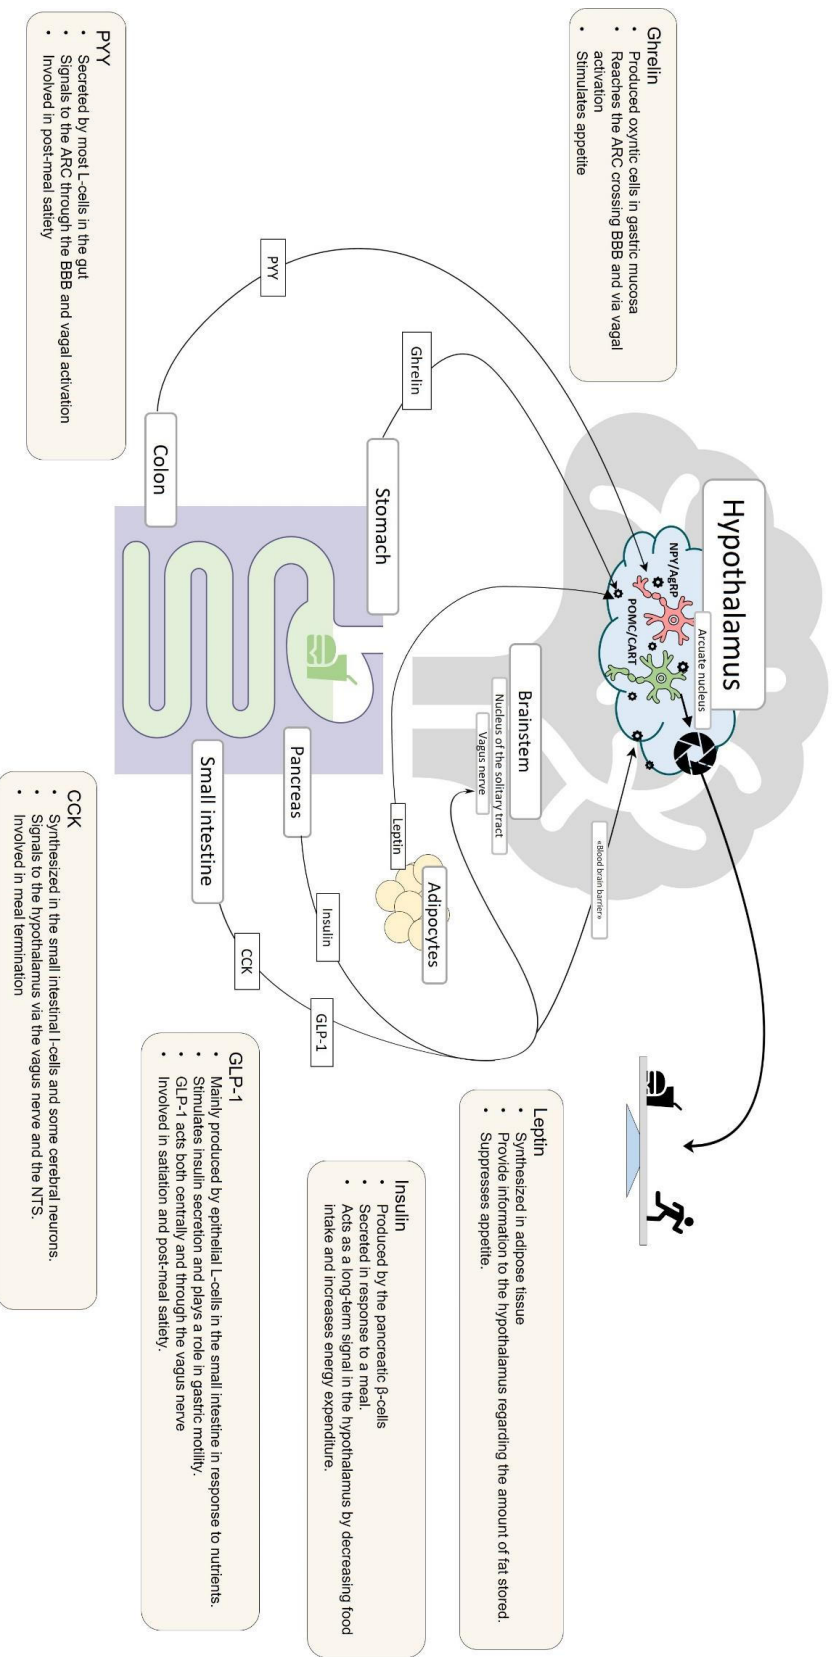 Ghrelin
• Produced oxyntic cells in gastric mucosa
• Reaches the ARC crossing BBB and via vagal
activation
• Stimulates appetite
Hypothalamus
Arcuate nucleus
NPY/AgRP
POMC/CART
«Blood brain barrier»
Brainstem
Nucleus of the solitary tract
Vagus nerve
PYY
Ghrelin
Stomach
Colon
Leptin
Adipocytes
Pancreas
Insulin
Small intestine
CCK
GLP-1
Leptin
• Synthesized in adipose tissue
• Provide information to the hypothalamus regarding the amount of fat stored.
• Suppresses appetite.
Insulin
• Produced by the pancreatic β-cells
• Secreted in response to a meal.
• Acts as a long-term signal in the hypothalamus by decreasing food
intake and increases energy expenditure.
GLP-1
• Mainly produced by epithelial L-cells in the small intestine in response to nutrients.
• Stimulates insulin secretion and plays a role in gastric motility.
• GLP-1 acts both centrally and through the vagus nerve
• Involved in satiation and post-meal satiety.
PYY
• Secreted by most L-cells in the gut
• Signals to the ARC through the BBB and vagal activation
• Involved in post-meal satiety
CCK
• Synthesized in the small intestinal I-cells and some cerebral neurons.
• Signals to the hypothalamus via the vagus nerve and the NTS.
• Involved in meal termination